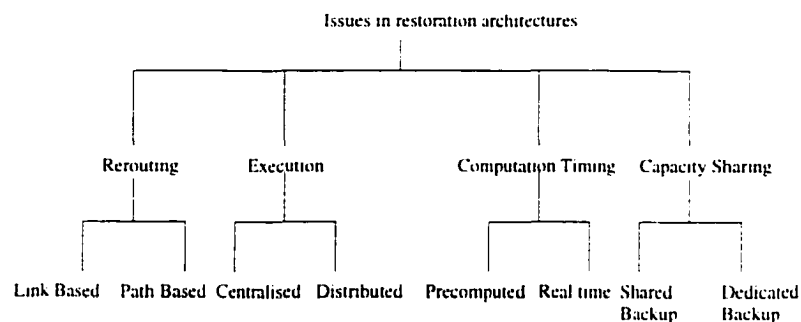 Issues in restoration architectures
Rerouting Execution Computation Timing Capacity Sharing
Link Based Path Based Centralised Distributed Precomputed Real time Shared Backup Dedicated Backup